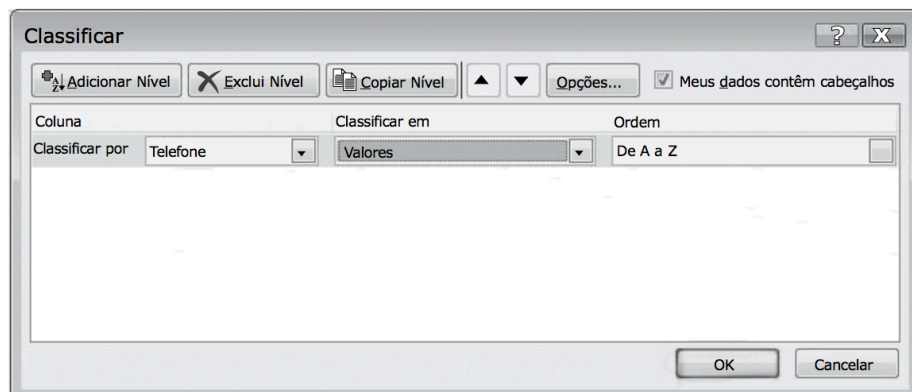 Classificar
Adicionar Nível Exclui Nível Copiar Nível Opções... Meus dados contêm cabeçalhos
Coluna Classificar em Ordem
Classificar por Telefone Valores De A a Z
OK Cancelar